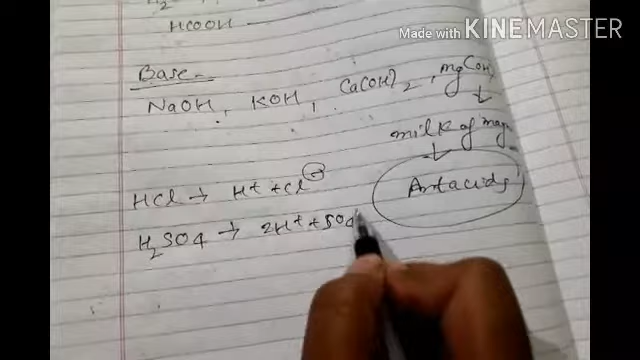 Made with KINEMASTER
HCOOH
Base
NaOH, KOH, Ca(OH)2, Mg(OH)
milk of mag
Antacids
HCl → H+ + Cl-
H2SO4 → 2H+ + SO4